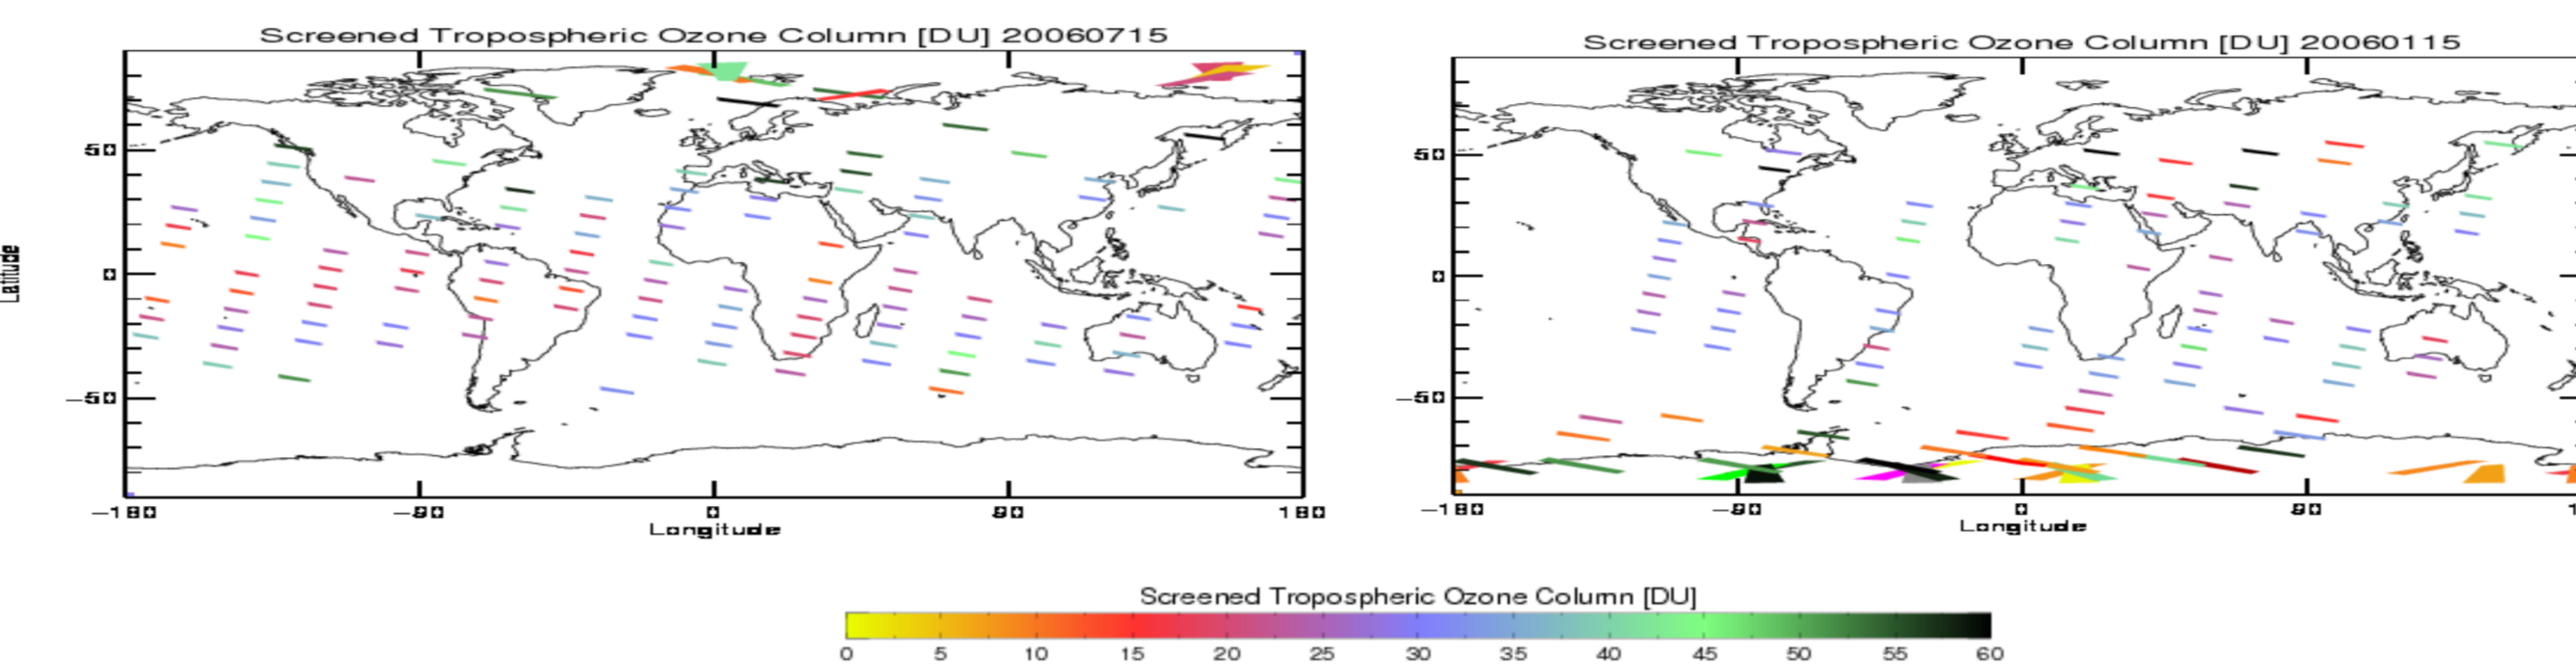 Screened Tropospheric Ozone Column [DU] 20060715
Screened Tropospheric Ozone Column [DU] 20060115
50
0
-50
Latitude
-180 -90 0 90 180
Longitude
50
0
-50
-180 -90 0 90 1
Longitude
Screened Tropospheric Ozone Column [DU]
0 5 10 15 20 25 30 35 40 45 50 55 60